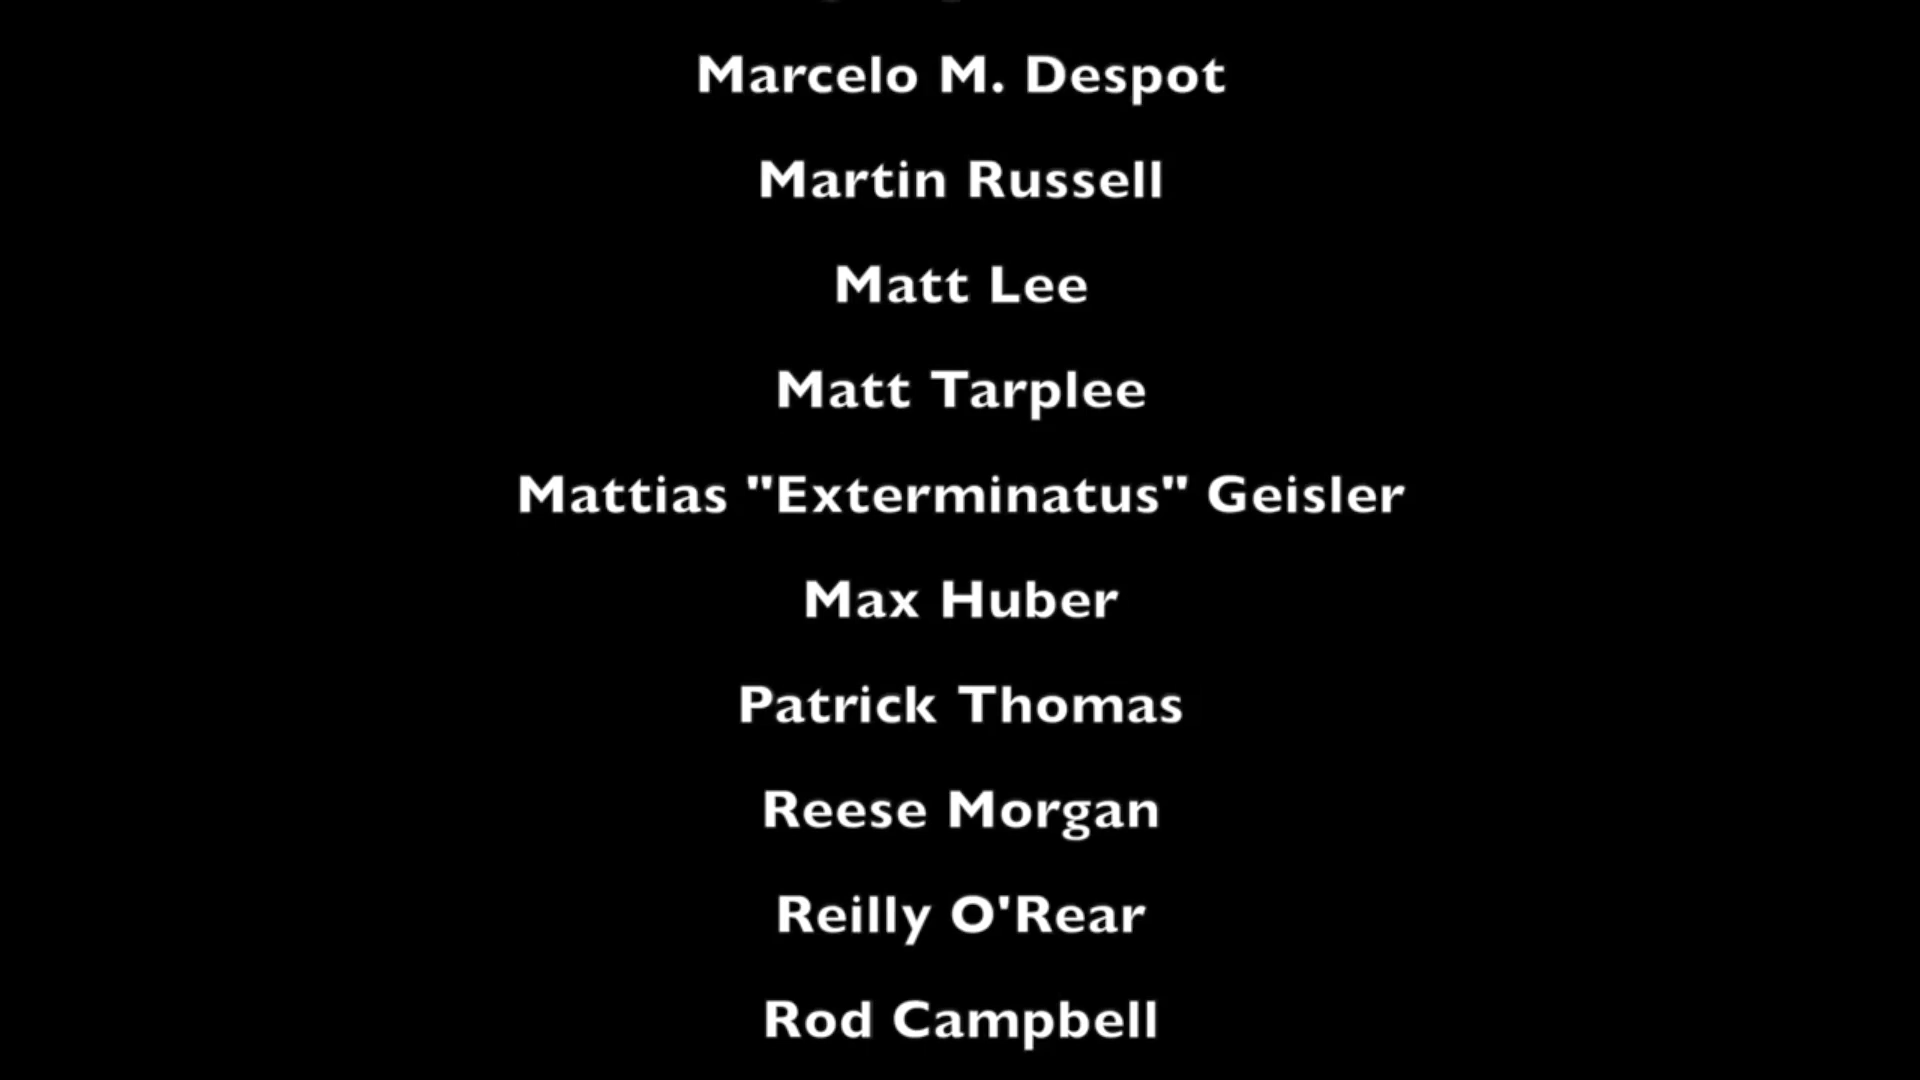 Marcelo M. Despot
Martin Russell
Matt Lee
Matt Tarplee
Mattias "Exterminatus" Geisler
Max Huber
Patrick Thomas
Reese Morgan
Reilly O'Rear
Rod Campbell